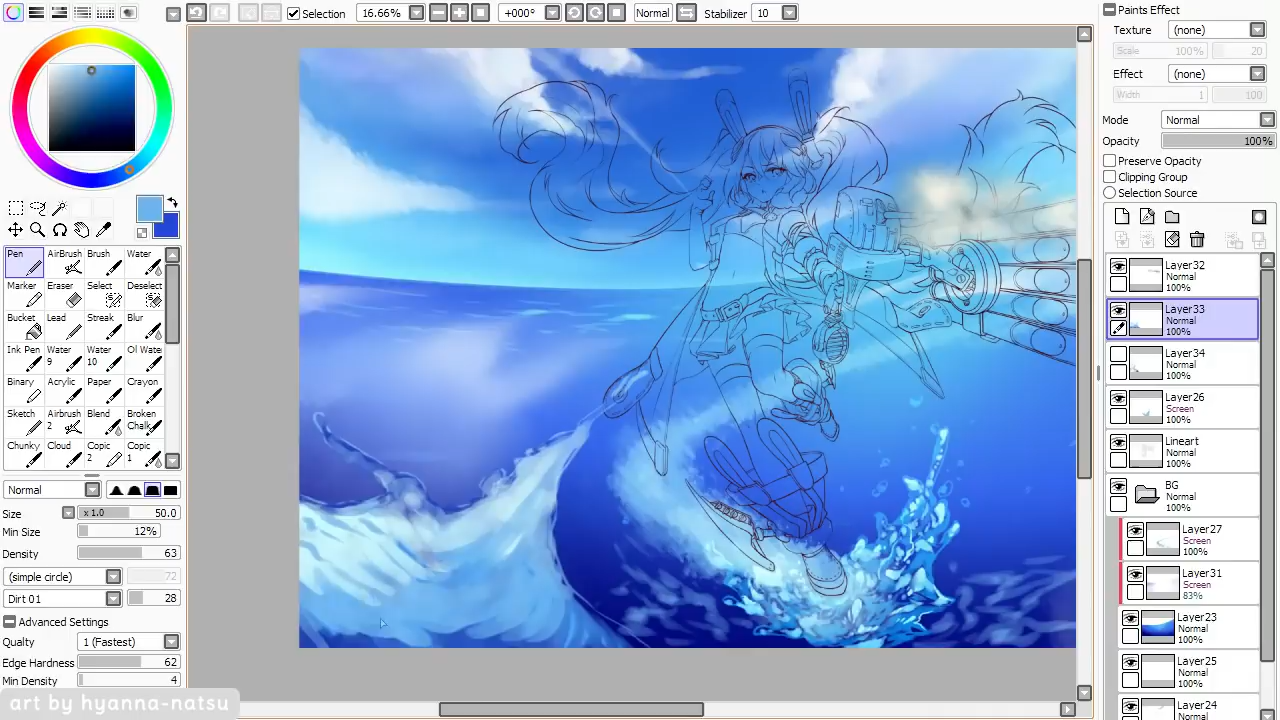 Selection
16.67%
+000°
Normal
Stabilizer
Paints Effect
Texture
(none)
Scale
100%
20
Effect
(none)
Width
1
100
Mode
Normal
Opacity
100%
Preserve Opacity
Clipping Group
Selection Source
Pen
AirBrush
Brush
Water
Marker
Eraser
Select
Deselect
Bucket
Lead
Streak
Blur
Ink Pen
Water 9
Water 10
Oil Wate
Binary
Acrylic
Paper
Crayon
Sketch
Airbrush 2
Blend
Broken Chalk
Chunky
Cloud
Copic 2
Copic 1
Normal
Size
x 1.0
50.0
Min Size
12%
Density
63
(simple circle)
72
Dirt 01
28
Advanced Settings
Qualty
1 (Fastest)
Edge Hardness
62
Min Density
4
Layer32
Normal
100%
Layer33
Normal
100%
Layer34
Normal
100%
Layer26
Screen
100%
Lineart
Normal
100%
BG
Normal
100%
Layer27
Screen
100%
Layer31
Screen
83%
Layer23
Normal
100%
Layer25
Normal
100%
Layer24
Normal
art by hyanna-natsu